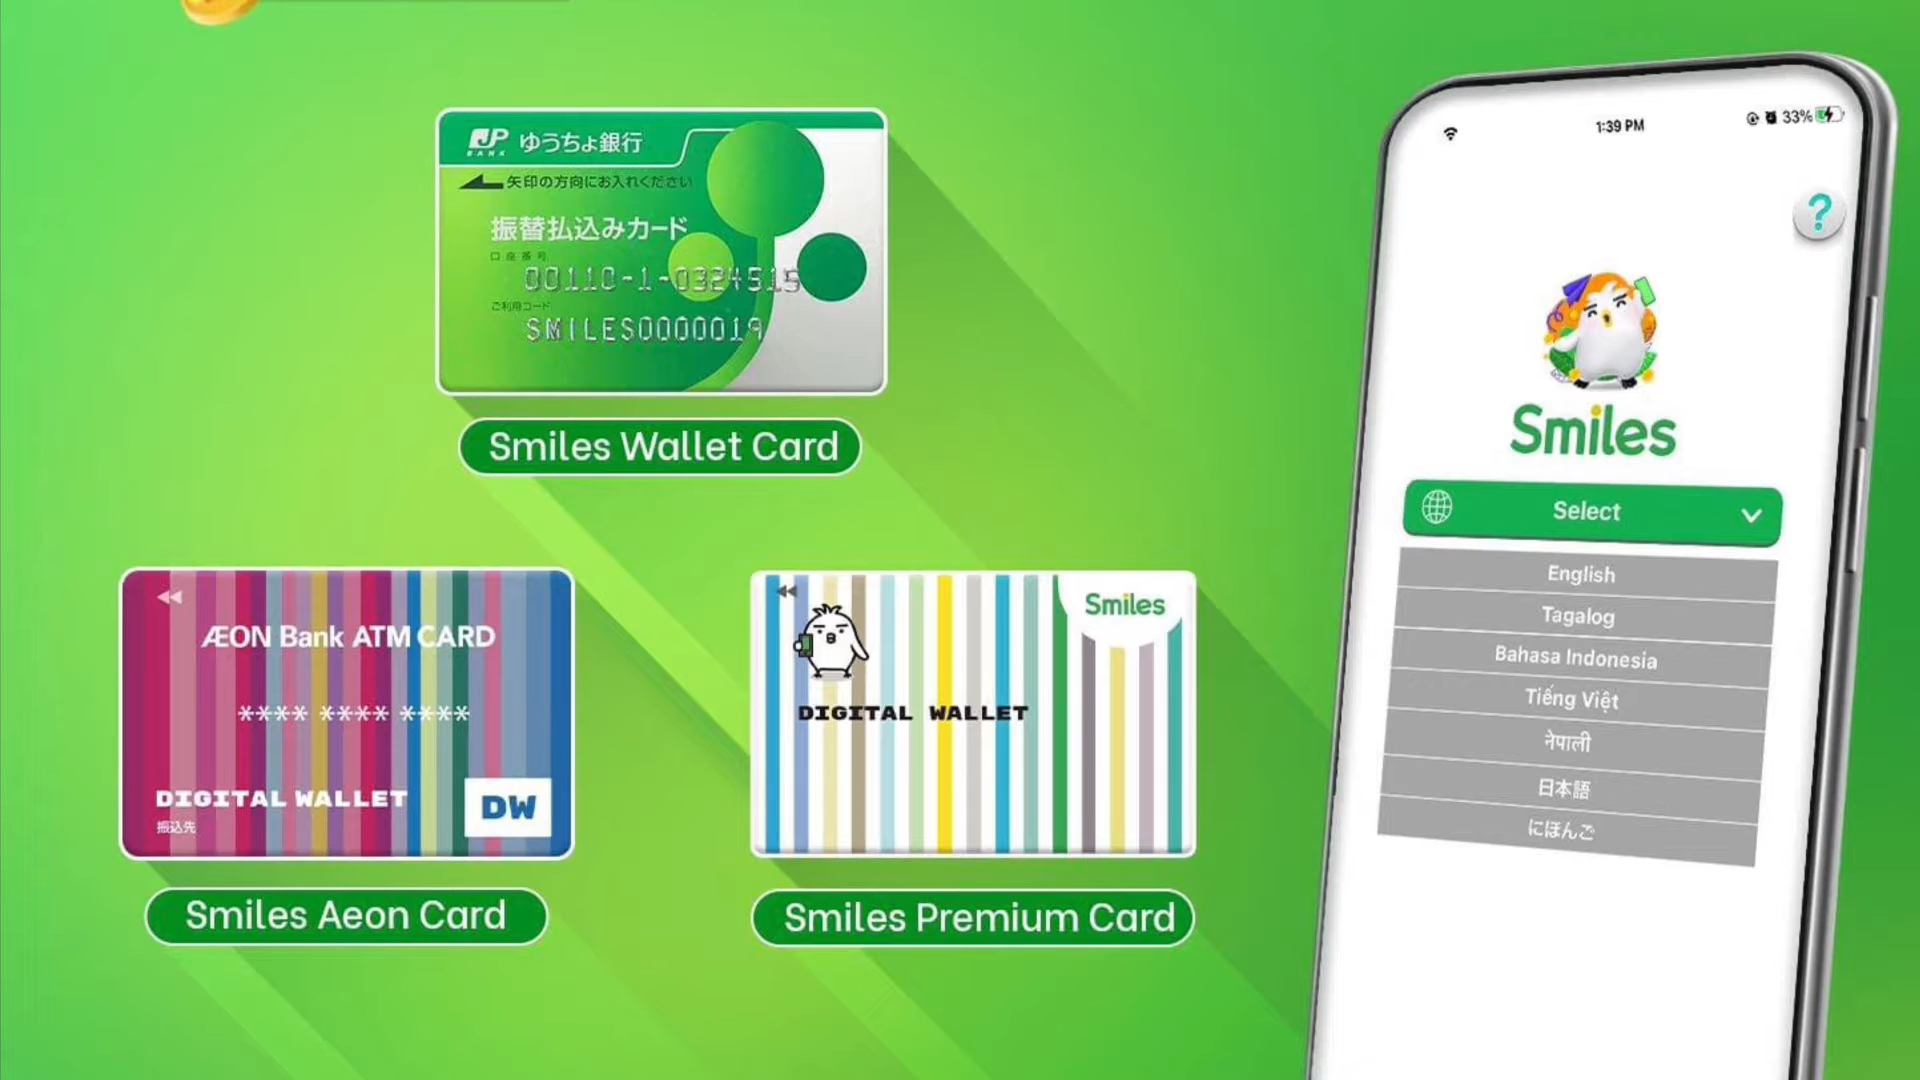 JP BANK ゆうちょ銀行
矢印の方向にお入れください
振替払込みカード
口座番号
00110-1-0324515
ご利用コード
SMILES0000019
Smiles Wallet Card
ÆON Bank ATM CARD
**** **** ****
DIGITAL WALLET
振込先
DW
Smiles Aeon Card
Smiles
DIGITAL WALLET
Smiles Premium Card
1:39 PM
33%
?
Smiles
Select
English
Tagalog
Bahasa Indonesia
Tiếng Việt
नेपाली
日本語
にほんご